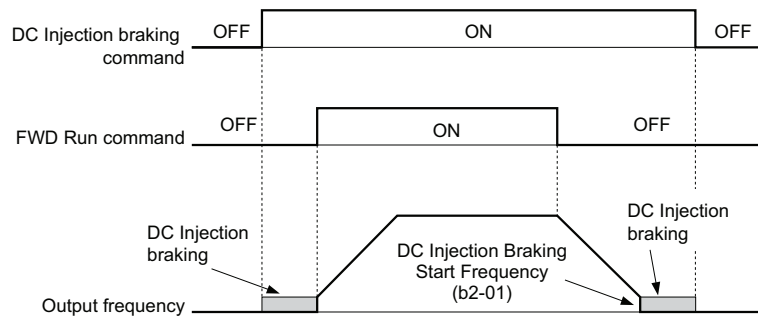 DC Injection braking
command
OFF
ON
OFF
FWD Run command
OFF
ON
OFF
DC Injection
braking
DC Injection Braking
Start Frequency
(b2-01)
DC Injection
braking
Output frequency